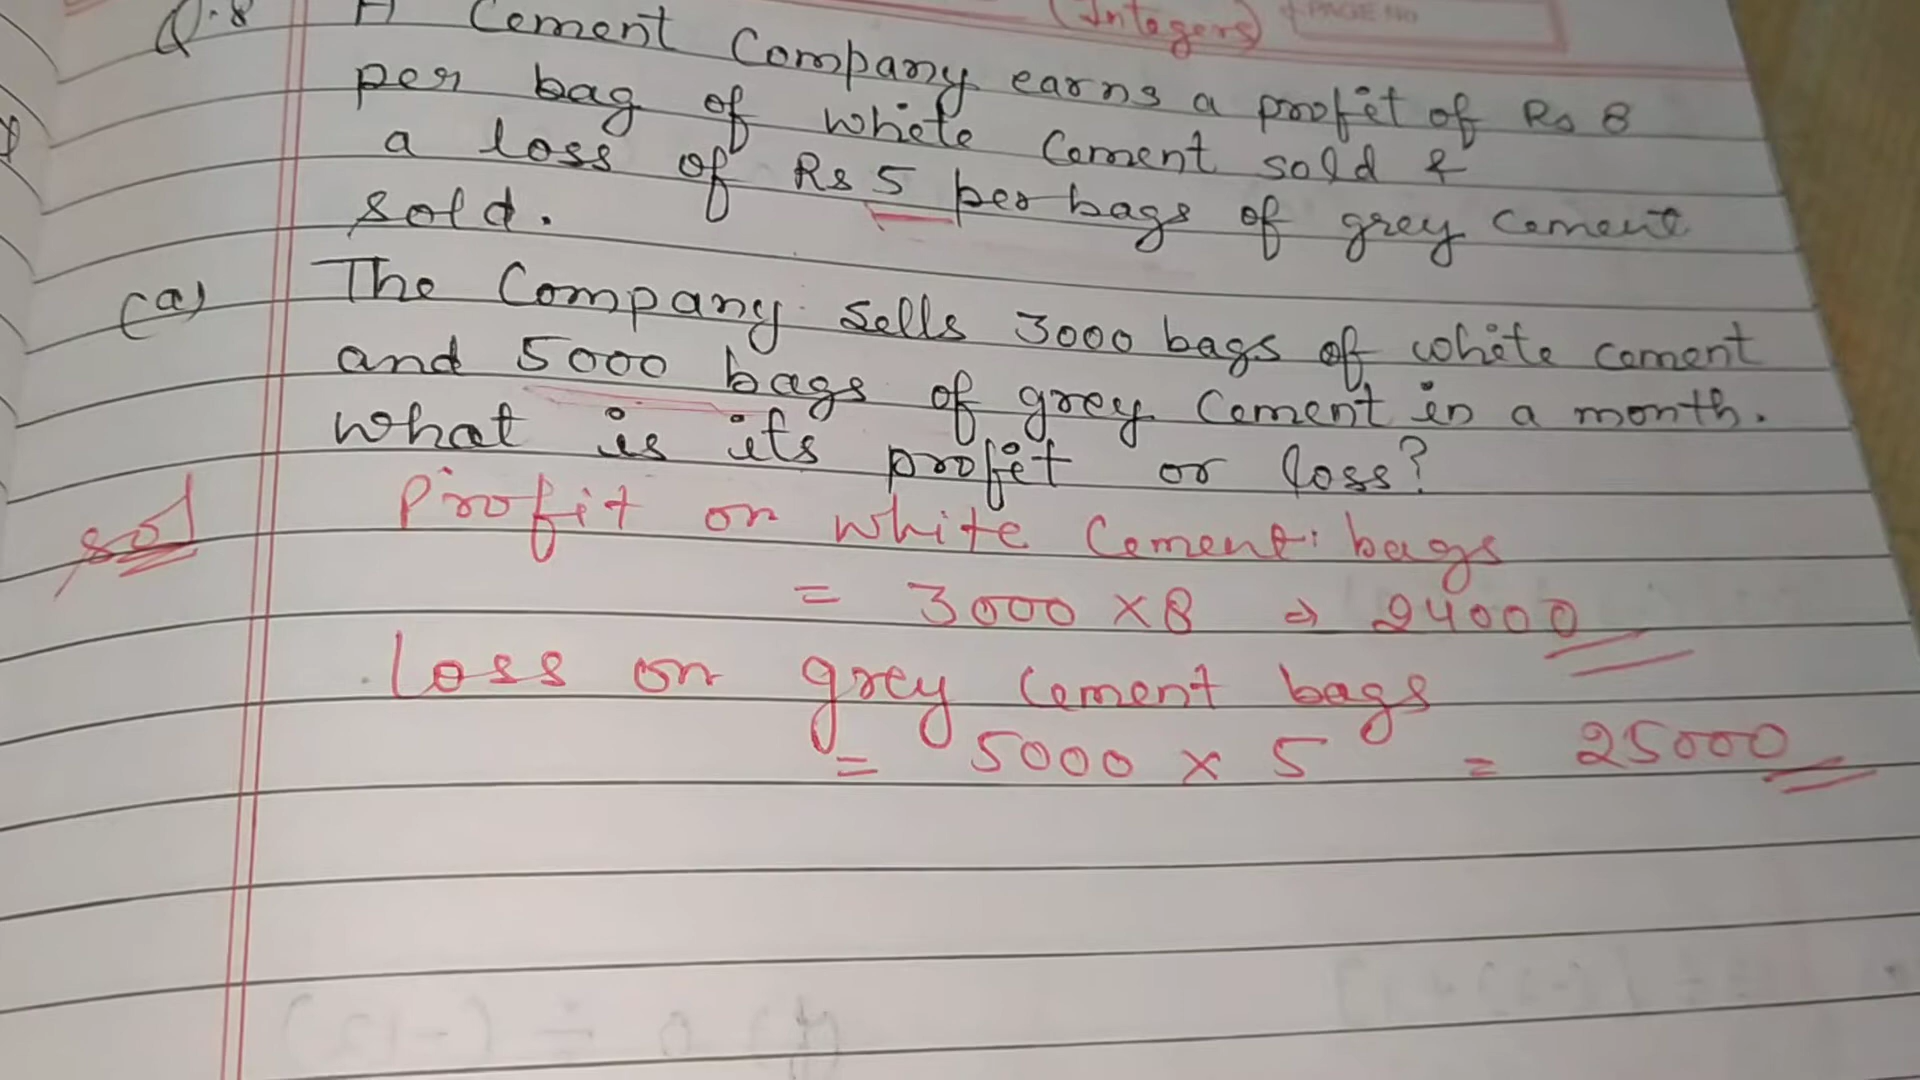 (Integers) PAGE NO
Q.8 A Cement Company earns a profit of Rs 8
per bag of white Cement sold &
a loss of Rs 5 per bags of grey Cement
sold.
(a) The Company sells 3000 bags of white cement
and 5000 bags of grey Cement in a month.
what is its profit or loss?
sol Profit on white Cement bags
= 3000 × 8 ⇒ 24000
Loss on grey Cement bags
= 5000 × 5 = 25000